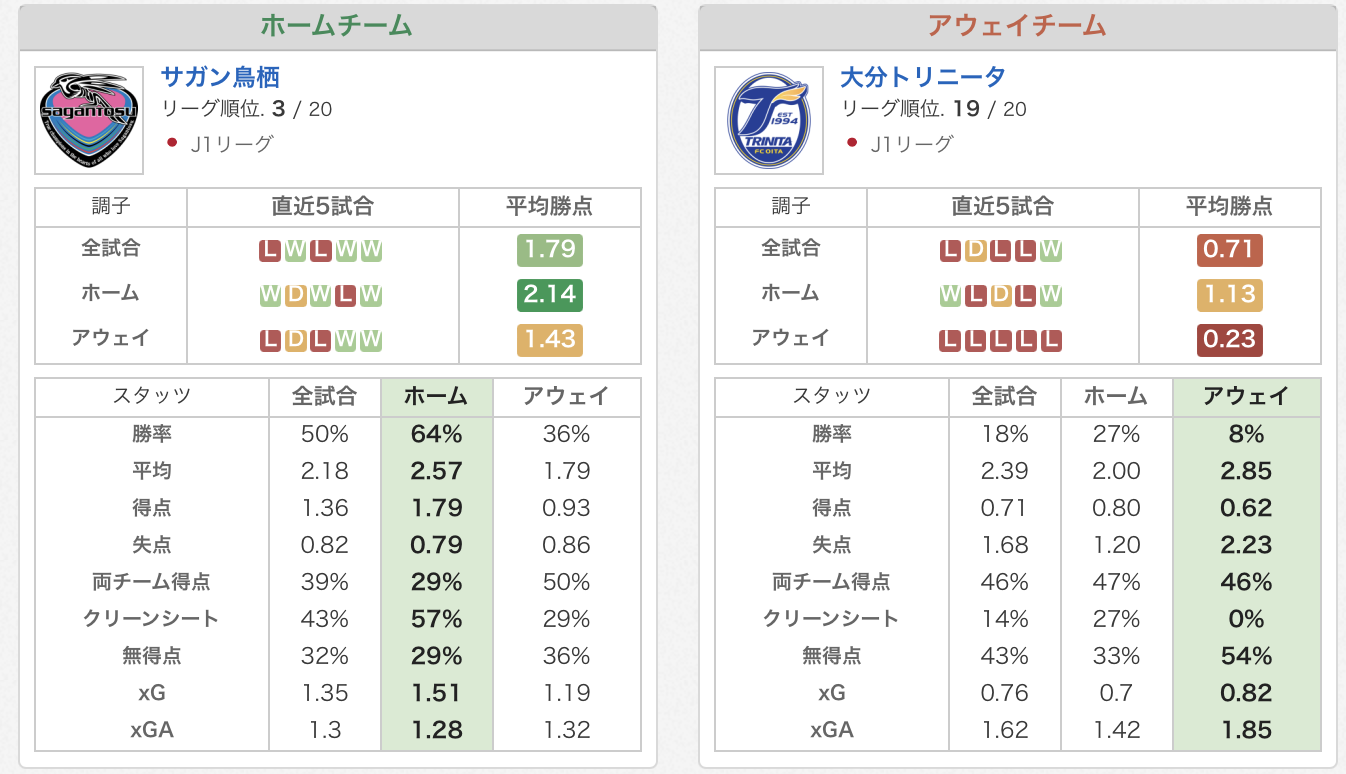 ホームチーム
sagantosu
サガン鳥栖
リーグ順位. 3 / 20
J1リーグ
調子 直近5試合 平均勝点
全試合 L W L W W 1.79
ホーム W D W L W 2.14
アウェイ L D L W W 1.43
スタッツ 全試合 ホーム アウェイ
勝率 50% 64% 36%
平均 2.18 2.57 1.79
得点 1.36 1.79 0.93
失点 0.82 0.79 0.86
両チーム得点 39% 29% 50%
クリーンシート 43% 57% 29%
無得点 32% 29% 36%
xG 1.35 1.51 1.19
xGA 1.3 1.28 1.32
アウェイチーム
T
EST
1994
TRINITA
FC OITA
大分トリニータ
リーグ順位. 19 / 20
J1リーグ
調子 直近5試合 平均勝点
全試合 L D L L W 0.71
ホーム W L D L W 1.13
アウェイ L L L L L 0.23
スタッツ 全試合 ホーム アウェイ
勝率 18% 27% 8%
平均 2.39 2.00 2.85
得点 0.71 0.80 0.62
失点 1.68 1.20 2.23
両チーム得点 46% 47% 46%
クリーンシート 14% 27% 0%
無得点 43% 33% 54%
xG 0.76 0.7 0.82
xGA 1.62 1.42 1.85